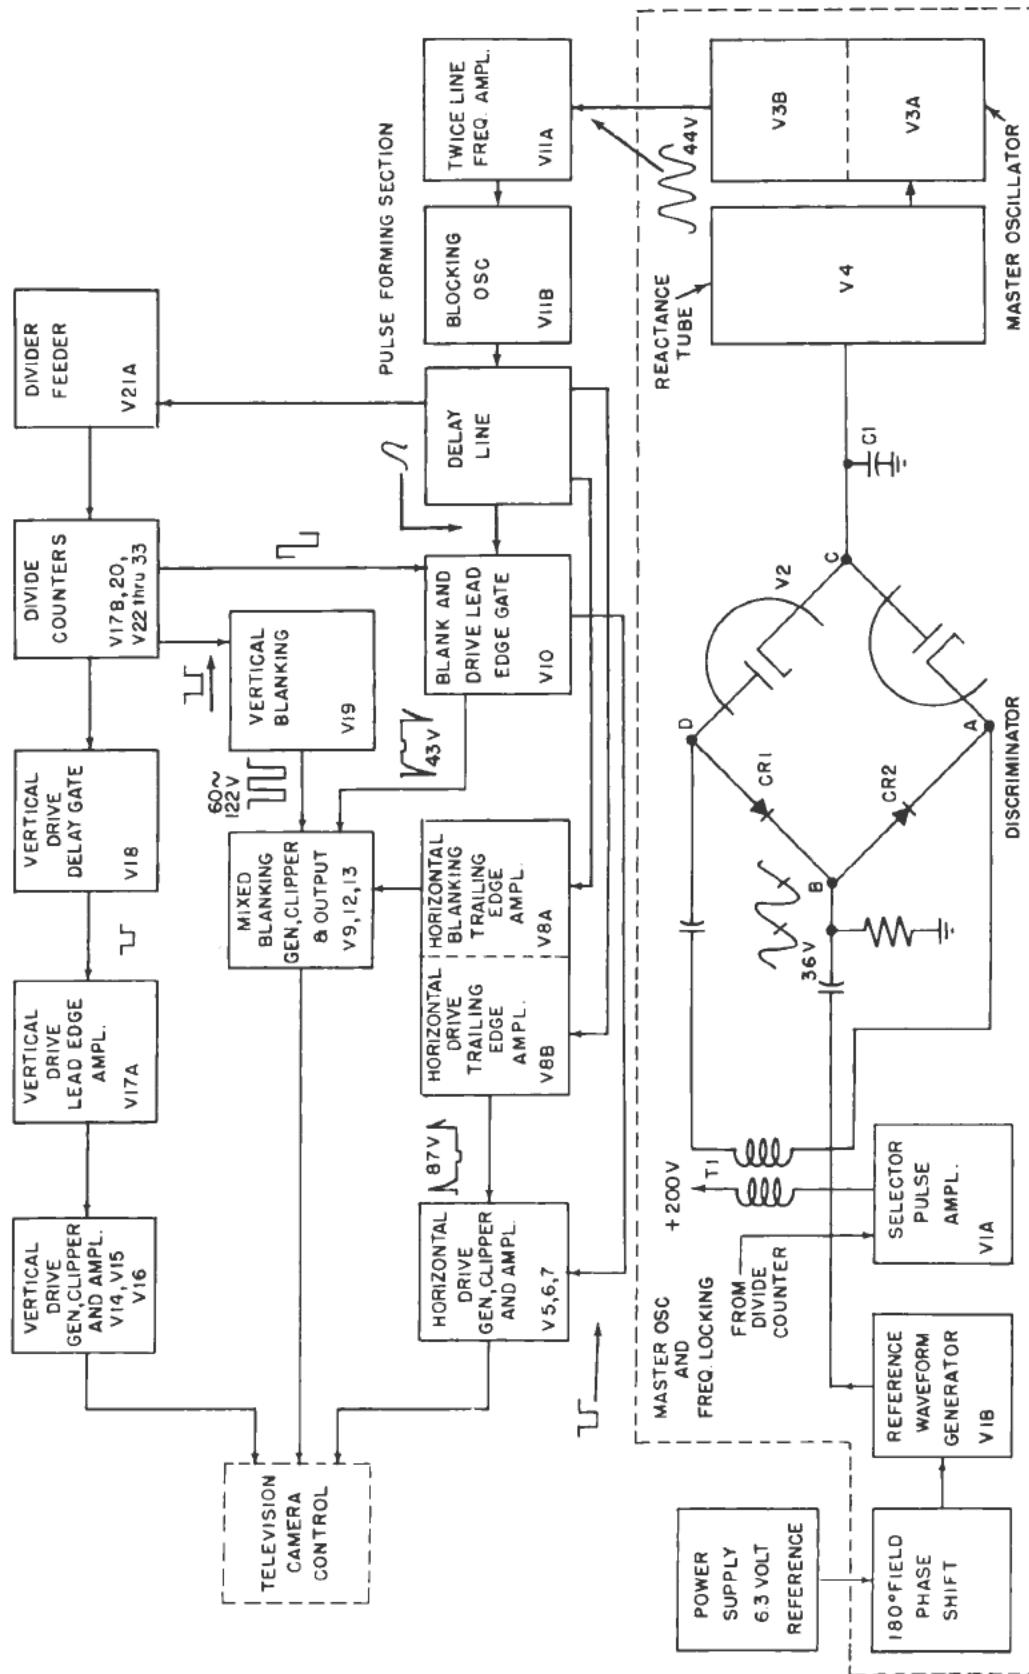 DIVIDER
FEEDER
V21A
DIVIDE
COUNTERS
V17B, 20,
V22 thru 33
VERTICAL
DRIVE
DELAY GATE
V18
VERTICAL
DRIVE
LEAD EDGE
AMPL.
V17A
VERTICAL
DRIVE
GEN, CLIPPER
AND AMPL.
V14, V15
V16
VERTICAL
BLANKING
V19
60~
122V
MIXED
BLANKING
GEN, CLIPPER
& OUTPUT
V9, 12, 13
TELEVISION
CAMERA
CONTROL
PULSE FORMING SECTION
TWICE LINE
FREQ. AMPL.
V11A
BLOCKING
OSC
V11B
DELAY
LINE
BLANK AND
DRIVE LEAD
EDGE GATE
V10
43V
HORIZONTAL
BLANKING
TRAILING
EDGE
AMPL.
V8A
HORIZONTAL
DRIVE
TRAILING
EDGE
AMPL.
V8B
87V
HORIZONTAL
DRIVE
GEN, CLIPPER
AND AMPL.
V5, 6, 7
44V
V3B
V3A
MASTER OSCILLATOR
REACTANCE
TUBE
V4
C1
C
V2
D
A
CR1
CR2
B
DISCRIMINATOR
36V
T1
+200V
SELECTOR
PULSE
AMPL.
V1A
FROM
DIVIDE
COUNTER
MASTER OSC
AND
FREQ. LOCKING
REFERENCE
WAVEFORM
GENERATOR
V1B
POWER
SUPPLY
6.3 VOLT
REFERENCE
180° FIELD
PHASE
SHIFT